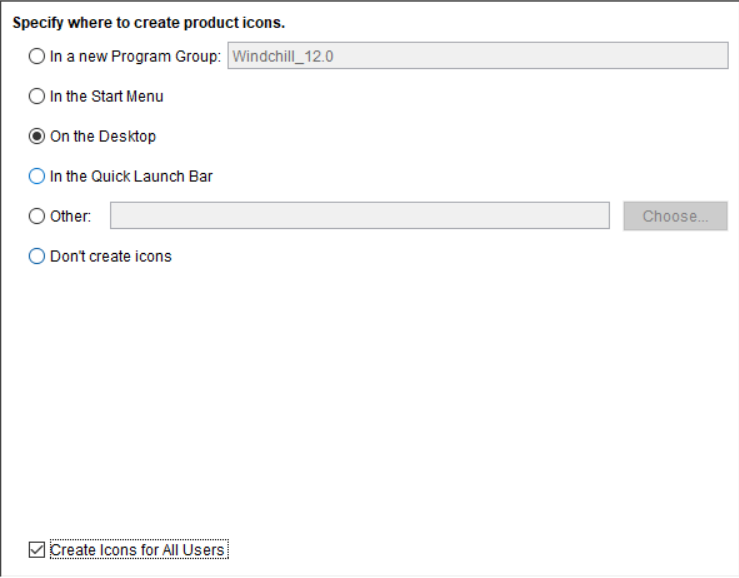 Specify where to create product icons.
In a new Program Group: Windchill_12.0
In the Start Menu
On the Desktop
In the Quick Launch Bar
Other: Choose...
Don't create icons
Create Icons for All Users